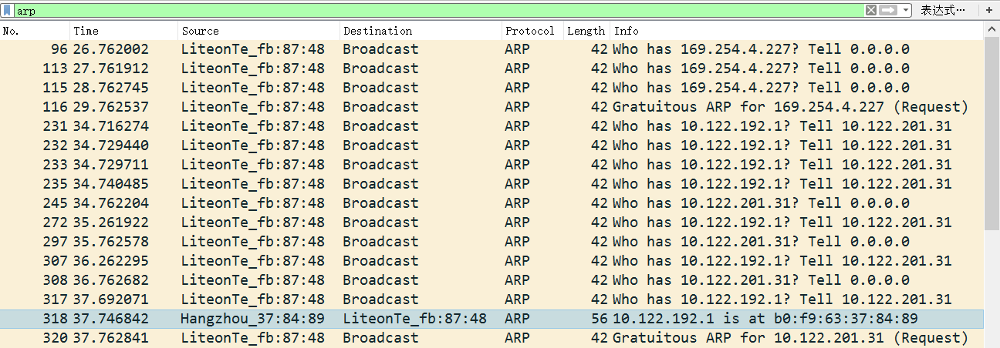 arp 表达式… +
No. Time Source Destination Protocol Length Info
96 26.762002 LiteonTe_fb:87:48 Broadcast ARP 42 Who has 169.254.4.227? Tell 0.0.0.0
113 27.761912 LiteonTe_fb:87:48 Broadcast ARP 42 Who has 169.254.4.227? Tell 0.0.0.0
115 28.762745 LiteonTe_fb:87:48 Broadcast ARP 42 Who has 169.254.4.227? Tell 0.0.0.0
116 29.762537 LiteonTe_fb:87:48 Broadcast ARP 42 Gratuitous ARP for 169.254.4.227 (Request)
231 34.716274 LiteonTe_fb:87:48 Broadcast ARP 42 Who has 10.122.192.1? Tell 10.122.201.31
232 34.729440 LiteonTe_fb:87:48 Broadcast ARP 42 Who has 10.122.192.1? Tell 10.122.201.31
233 34.729711 LiteonTe_fb:87:48 Broadcast ARP 42 Who has 10.122.192.1? Tell 10.122.201.31
235 34.740485 LiteonTe_fb:87:48 Broadcast ARP 42 Who has 10.122.192.1? Tell 10.122.201.31
245 34.762204 LiteonTe_fb:87:48 Broadcast ARP 42 Who has 10.122.201.31? Tell 0.0.0.0
272 35.261922 LiteonTe_fb:87:48 Broadcast ARP 42 Who has 10.122.192.1? Tell 10.122.201.31
297 35.762578 LiteonTe_fb:87:48 Broadcast ARP 42 Who has 10.122.201.31? Tell 0.0.0.0
307 36.262295 LiteonTe_fb:87:48 Broadcast ARP 42 Who has 10.122.192.1? Tell 10.122.201.31
308 36.762682 LiteonTe_fb:87:48 Broadcast ARP 42 Who has 10.122.201.31? Tell 0.0.0.0
317 37.692071 LiteonTe_fb:87:48 Broadcast ARP 42 Who has 10.122.192.1? Tell 10.122.201.31
318 37.746842 Hangzhou_37:84:89 LiteonTe_fb:87:48 ARP 56 10.122.192.1 is at b0:f9:63:37:84:89
320 37.762841 LiteonTe_fb:87:48 Broadcast ARP 42 Gratuitous ARP for 10.122.201.31 (Request)